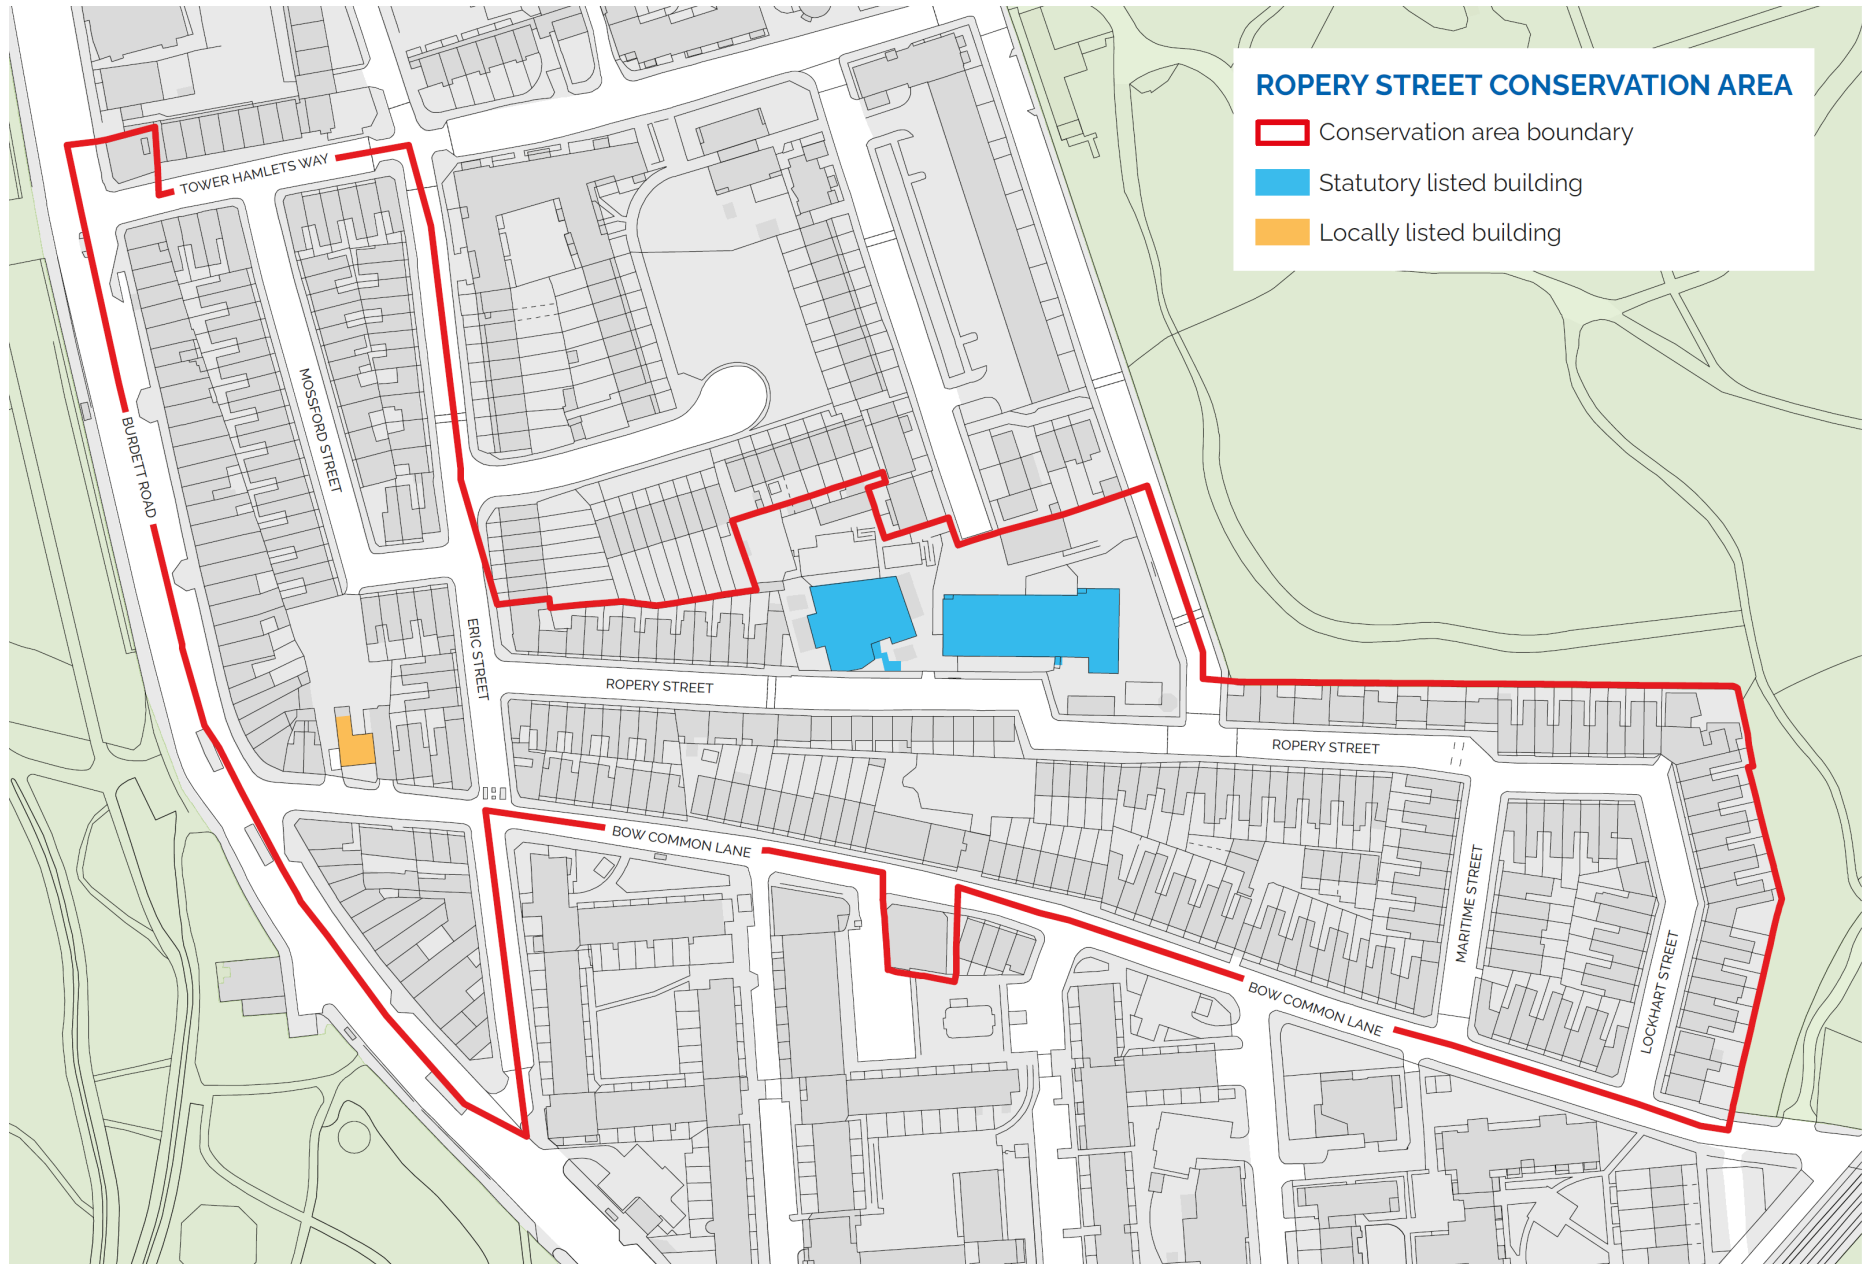 ROPERY STREET CONSERVATION AREA
Conservation area boundary
Statutory listed building
Locally listed building
TOWER HAMLETS WAY
MOSSFORD STREET
BURDETT ROAD
ERIC STREET
ROPERY STREET
ROPERY STREET
BOW COMMON LANE
MARITIME STREET
LOCKHART STREET
BOW COMMON LANE